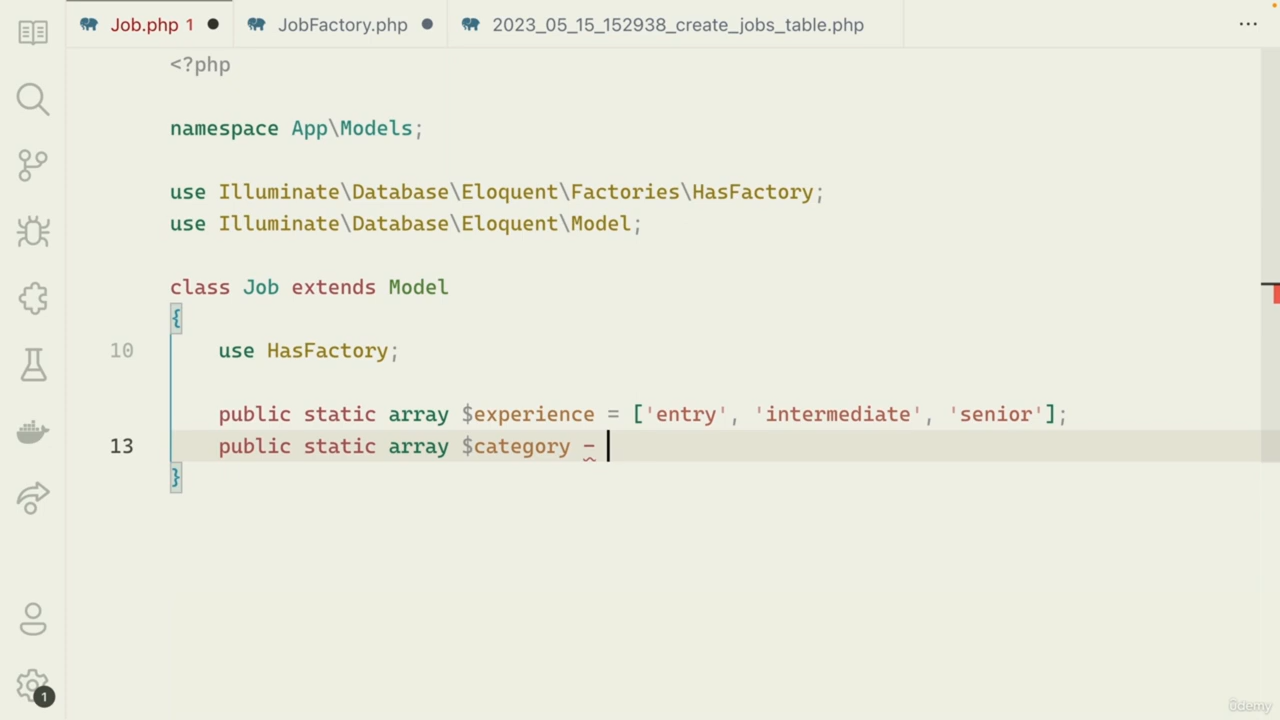 Job.php 1
JobFactory.php
2023_05_15_152938_create_jobs_table.php
<?php
namespace App\Models;
use Illuminate\Database\Eloquent\Factories\HasFactory;
use Illuminate\Database\Eloquent\Model;
class Job extends Model
{
10 use HasFactory;
public static array $experience = ['entry', 'intermediate', 'senior'];
13 public static array $category -
}
1
ûdemy